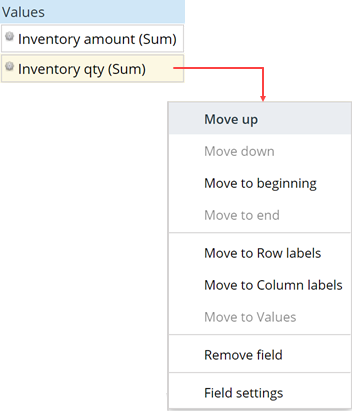 Values
Inventory amount (Sum)
Inventory qty (Sum)
Move up
Move down
Move to beginning
Move to end
Move to Row labels
Move to Column labels
Move to Values
Remove field
Field settings